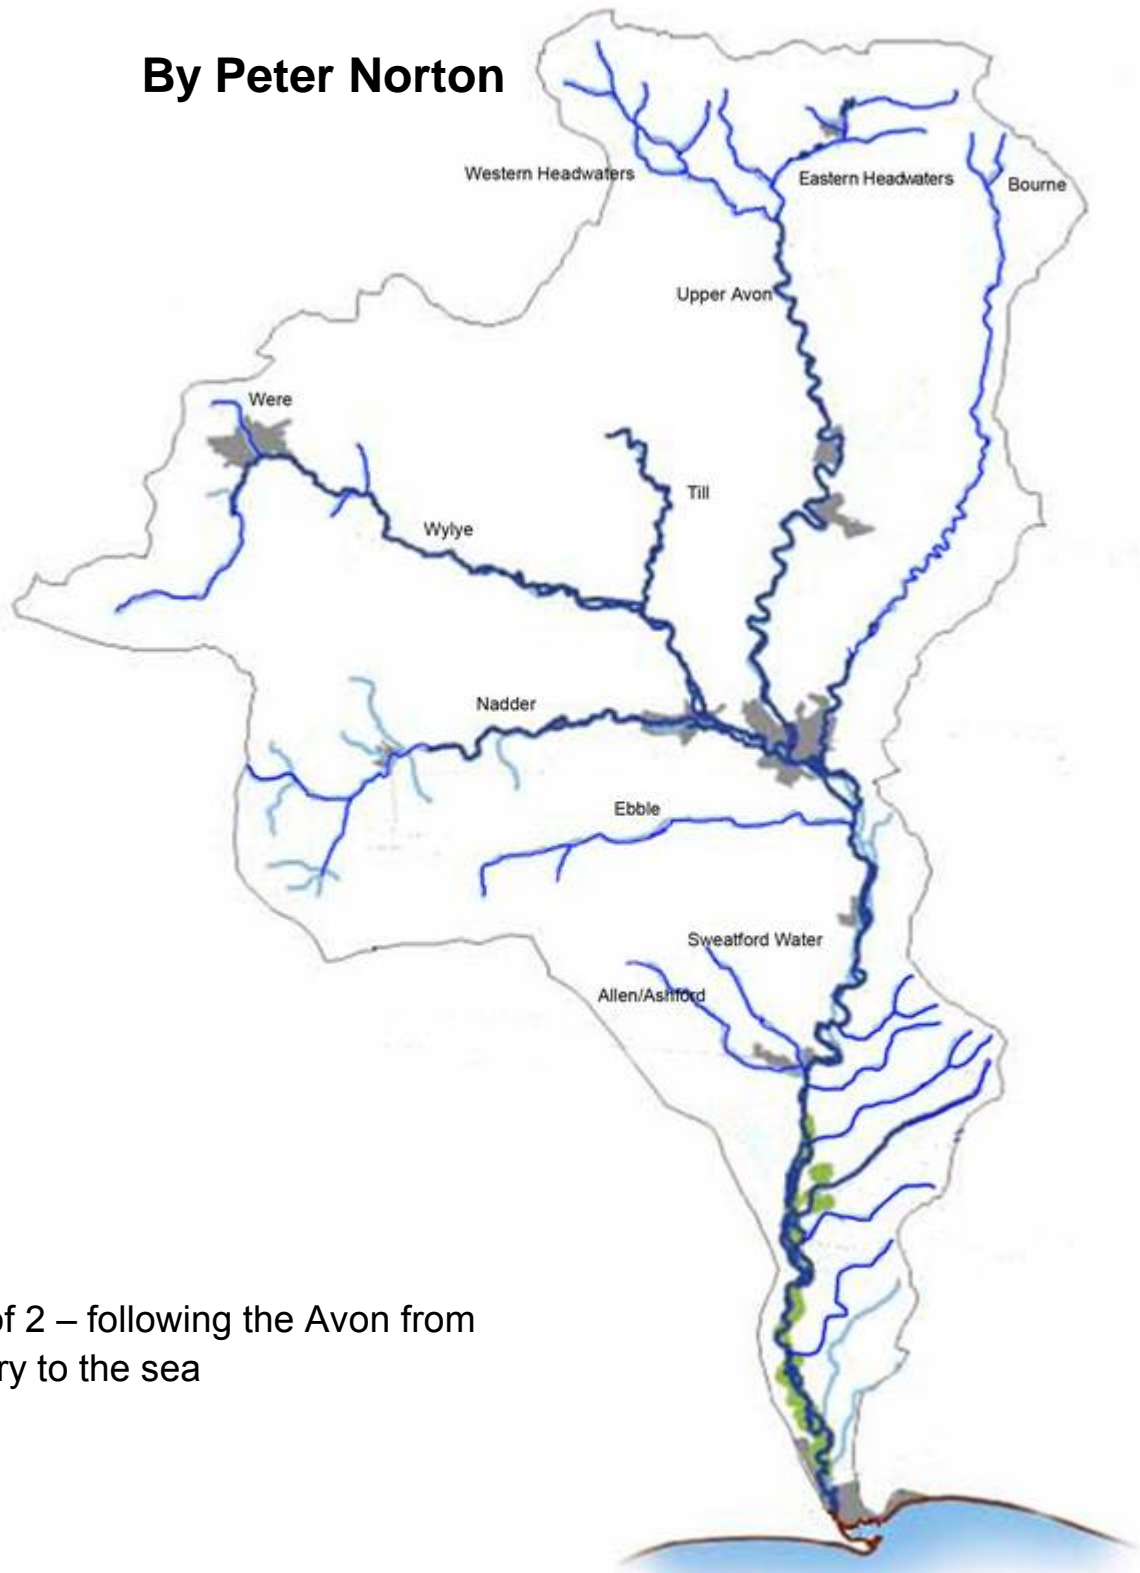 By Peter Norton
Western Headwaters
Eastern Headwaters
Bourne
Upper Avon
Were
Till
Wylye
Nadder
Ebble
Sweatford Water
Allen/Ashford
of 2 – following the Avon from
ry to the sea